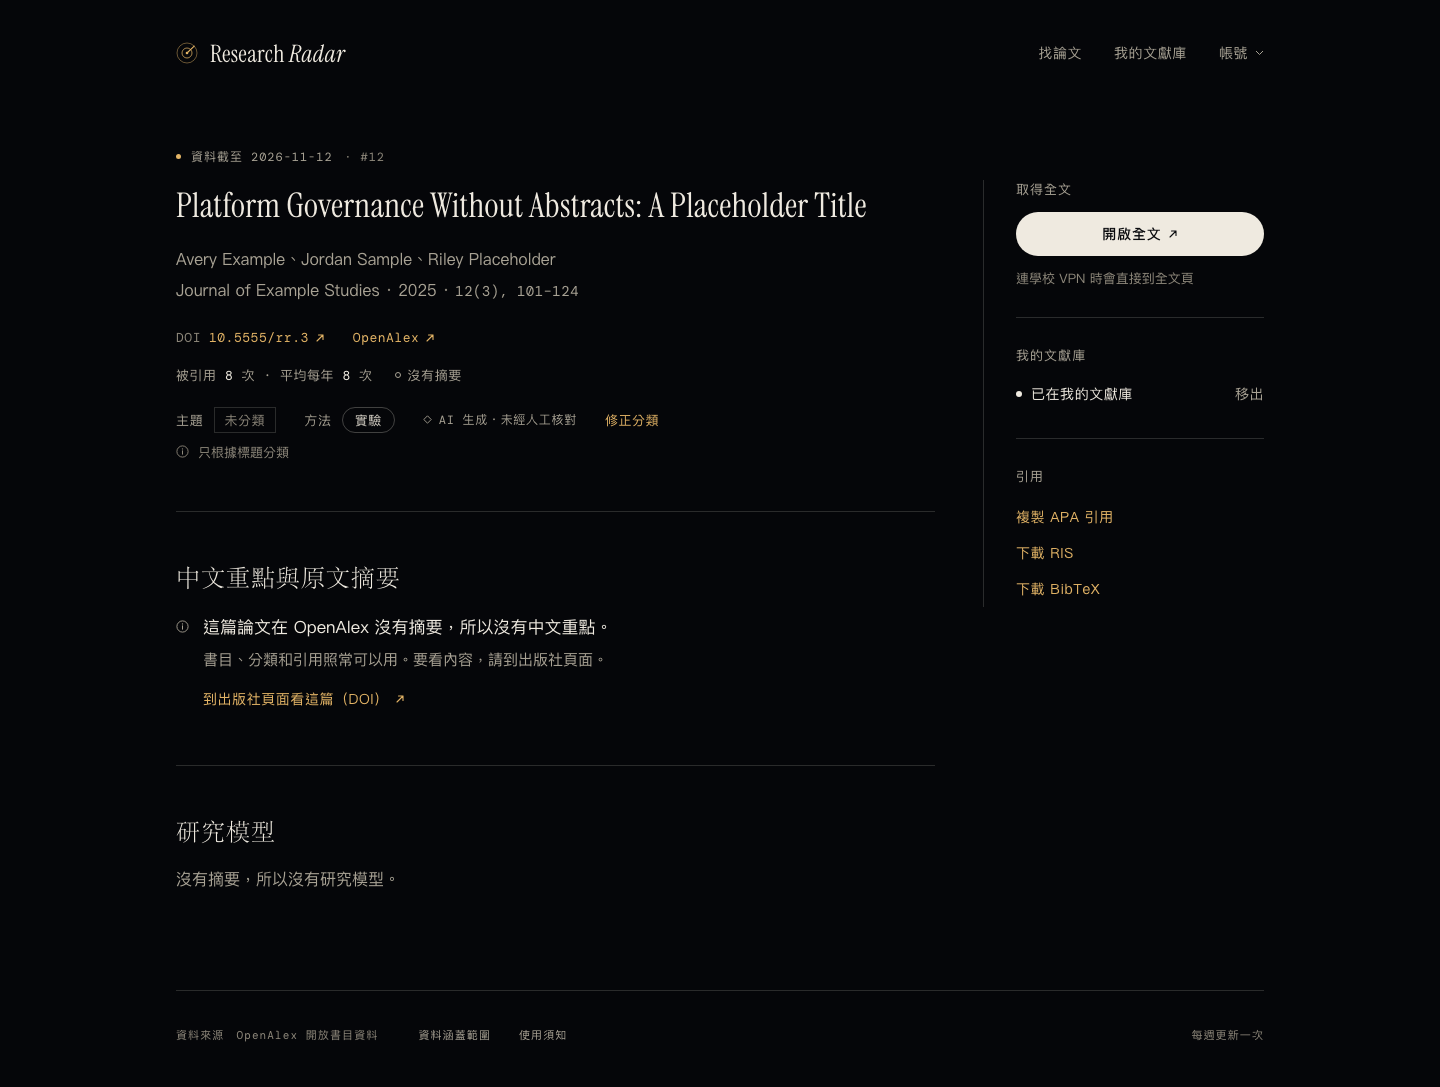 Research Radar
找論文 我的文獻庫 帳號
資料截至 2026-11-12 · #12
Platform Governance Without Abstracts: A Placeholder Title
Avery Example、Jordan Sample、Riley Placeholder
Journal of Example Studies · 2025 · 12(3), 101–124
DOI 10.5555/rr.3 ↗ OpenAlex ↗
被引用 8 次 · 平均每年 8 次 沒有摘要
主題 未分類 方法 實驗 ◇ AI 生成・未經人工核對 修正分類
ⓘ 只根據標題分類
中文重點與原文摘要
ⓘ 這篇論文在 OpenAlex 沒有摘要，所以沒有中文重點。
書目、分類和引用照常可以用。要看內容，請到出版社頁面。
到出版社頁面看這篇（DOI） ↗
研究模型
沒有摘要，所以沒有研究模型。
取得全文
開啟全文 ↗
連學校 VPN 時會直接到全文頁
我的文獻庫
已在我的文獻庫 移出
引用
複製 APA 引用
下載 RIS
下載 BibTeX
資料來源 OpenAlex 開放書目資料 資料涵蓋範圍 使用須知 每週更新一次